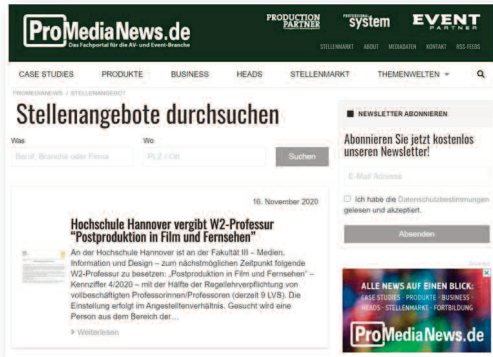 ProMediaNews.de
Das Fachportal für die AV- und Event-Branche
PRODUCTION PARTNER
PROFESSIONAL system
EVENT PARTNER
STELLENMARKT ABOUT MEDIADATEN KONTAKT RSS-FEEDS
CASE STUDIES PRODUKTE BUSINESS HEADS STELLENMARKT THEMENWELTEN
PROMEDIANEWS / STELLENANGEBOT
Stellenangebote durchsuchen
Was Wo
Beruf, Branche oder Firma PLZ / Ort Suchen
16. November 2020
Hochschule Hannover vergibt W2-Professur
“Postproduktion in Film und Fernsehen”
An der Hochschule Hannover ist an der Fakultät III – Medien,
Information und Design – zum nächstmöglichen Zeitpunkt folgende
W2-Professur zu besetzen: „Postproduktion in Film und Fernsehen“ –
Kennziffer 4/2020 – mit der Hälfte der Regellehrverpflichtung von
vollbeschäftigten Professorinnen/Professoren (derzeit 9 LVS). Die
Einstellung erfolgt im Angestelltenverhältnis. Gesucht wird eine
Person aus dem Bereich der…
» Weiterlesen
NEWSLETTER ABONNIEREN
Abonnieren Sie jetzt kostenlos
unseren Newsletter!
E-Mail Adresse
Ich habe die Datenschutzbestimmungen
gelesen und akzeptiert.
Absenden
ALLE NEWS AUF EINEN BLICK:
CASE STUDIES · PRODUKTE · BUSINESS ·
HEADS · STELLENMARKT · FORTBILDUNG
ProMediaNews.de